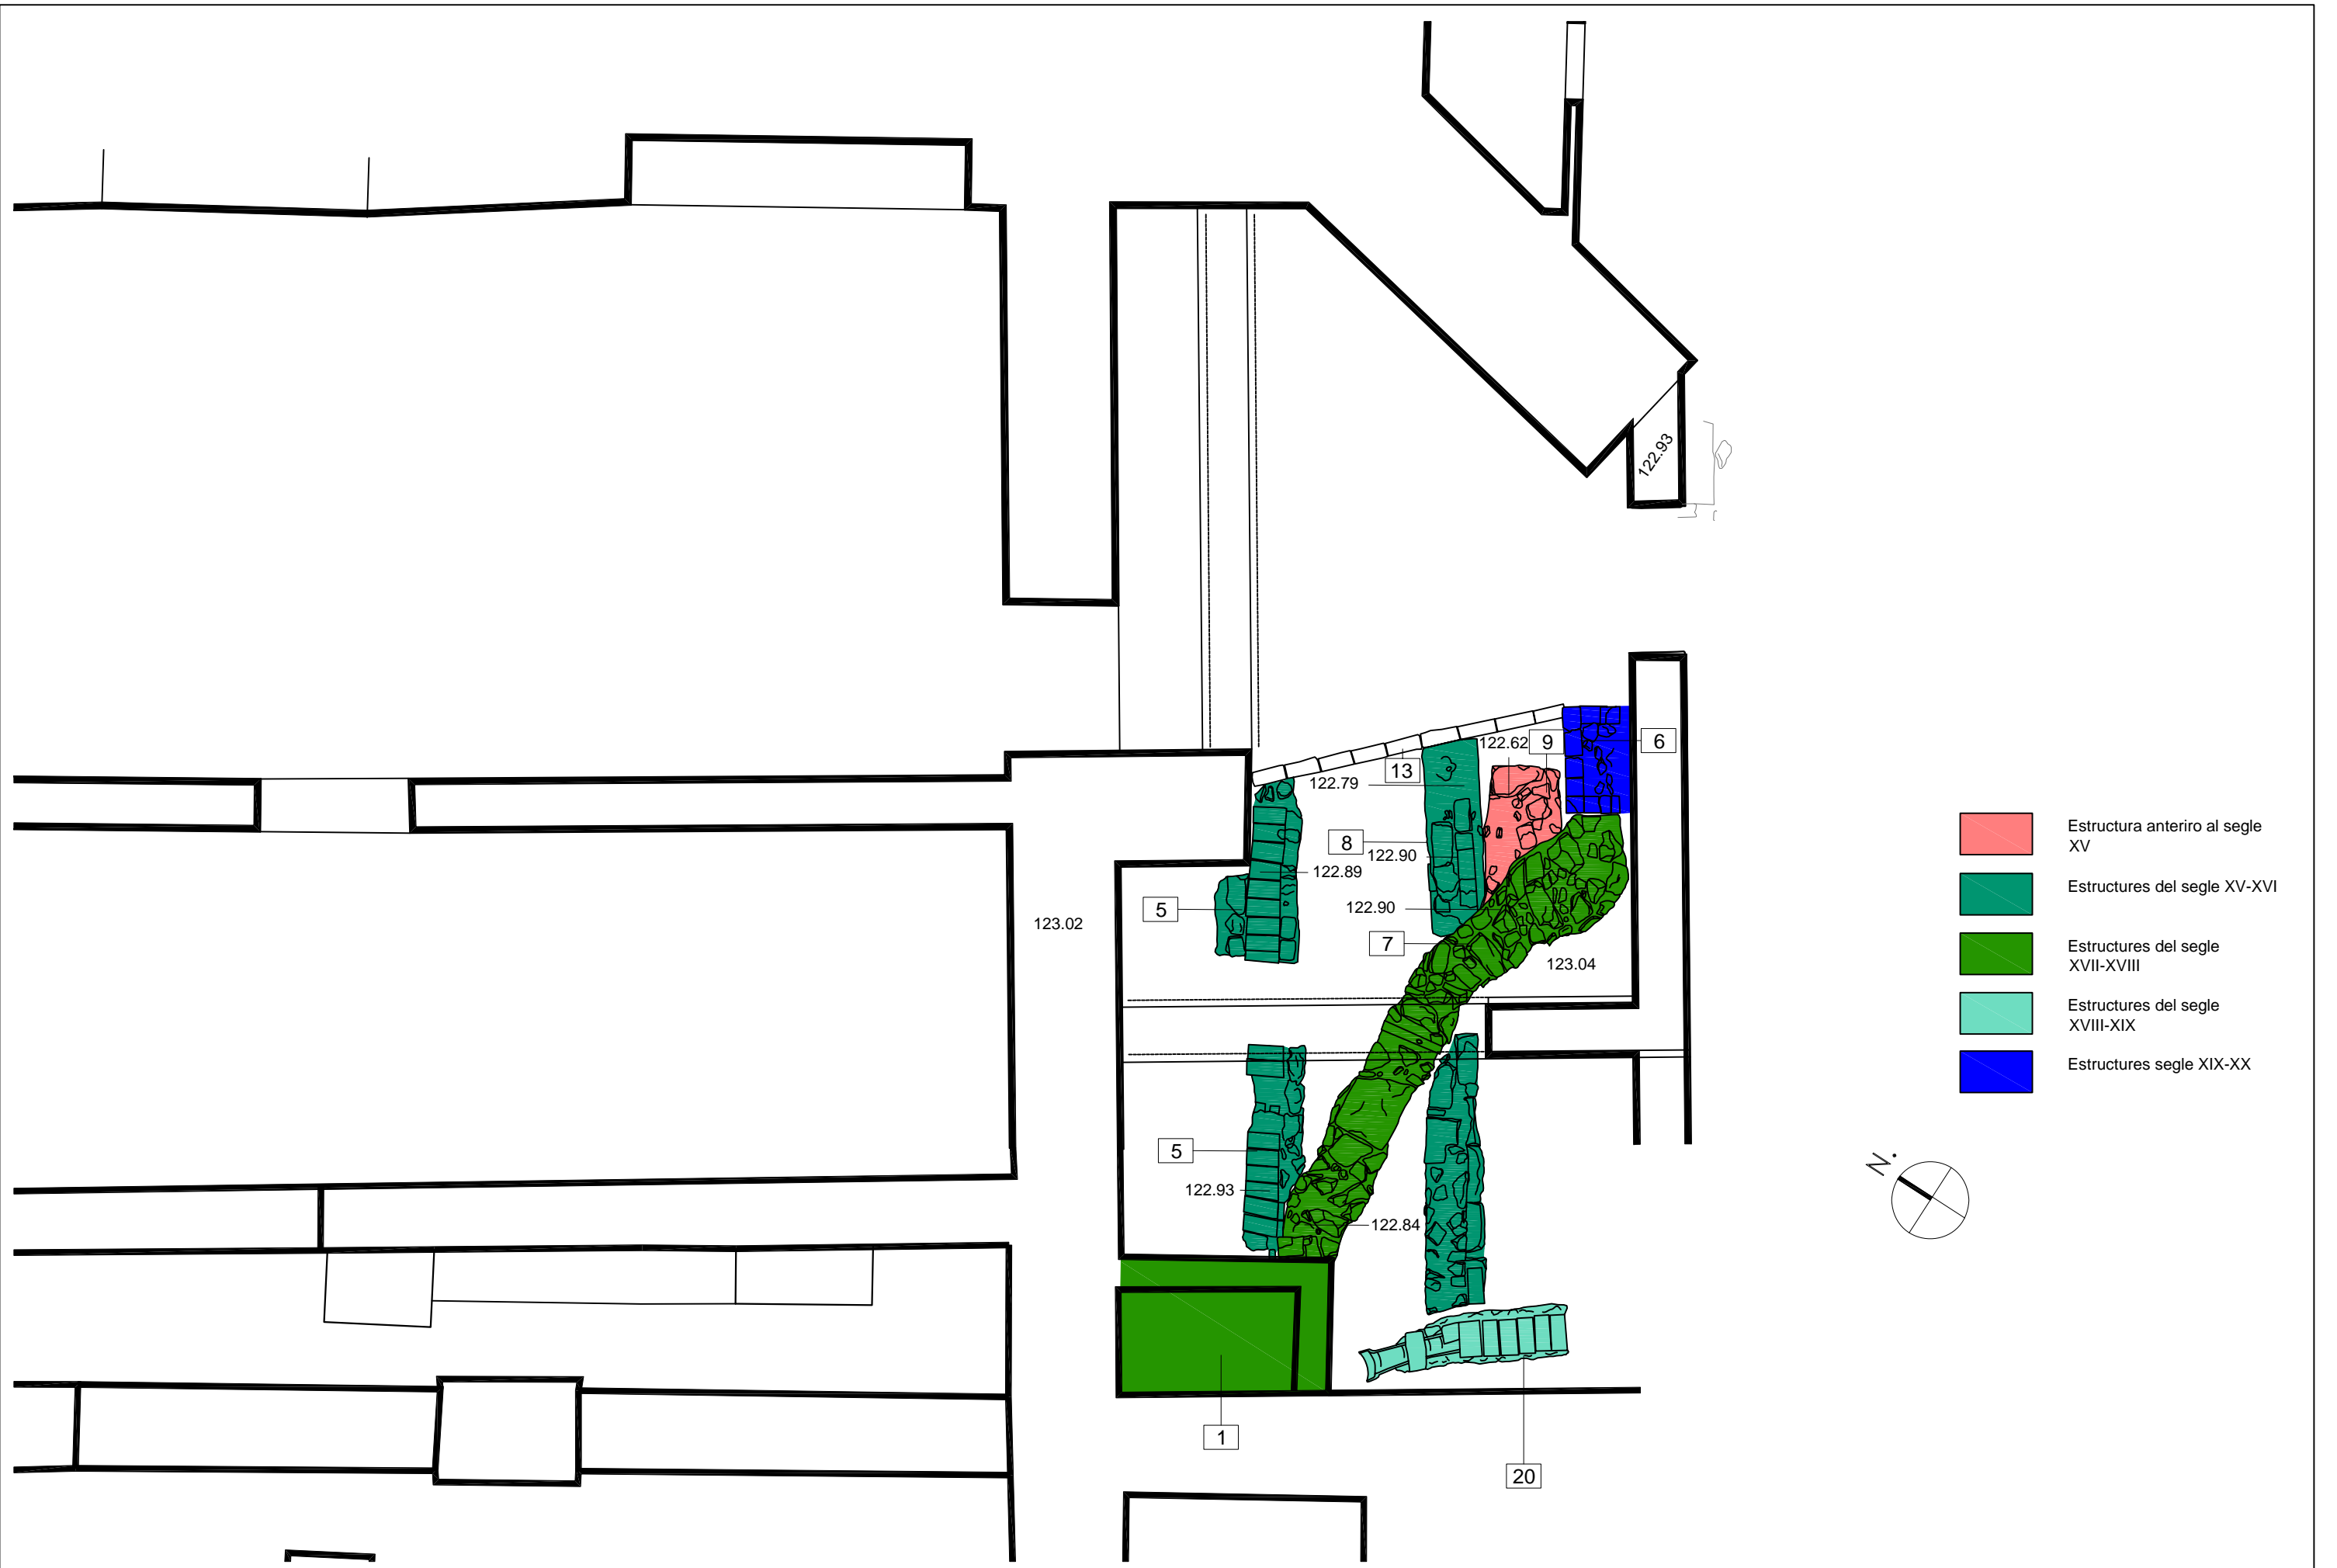 122.93
122.62
9
6
13
122.79
8
122.90
122.89
5
122.90
123.02
7
123.04
5
122.93
122.84
1
20
Estructura anteriro al segle
XV
Estructures del segle XV-XVI
Estructures del segle
XVII-XVIII
Estructures del segle
XVIII-XIX
Estructures segle XIX-XX
N.